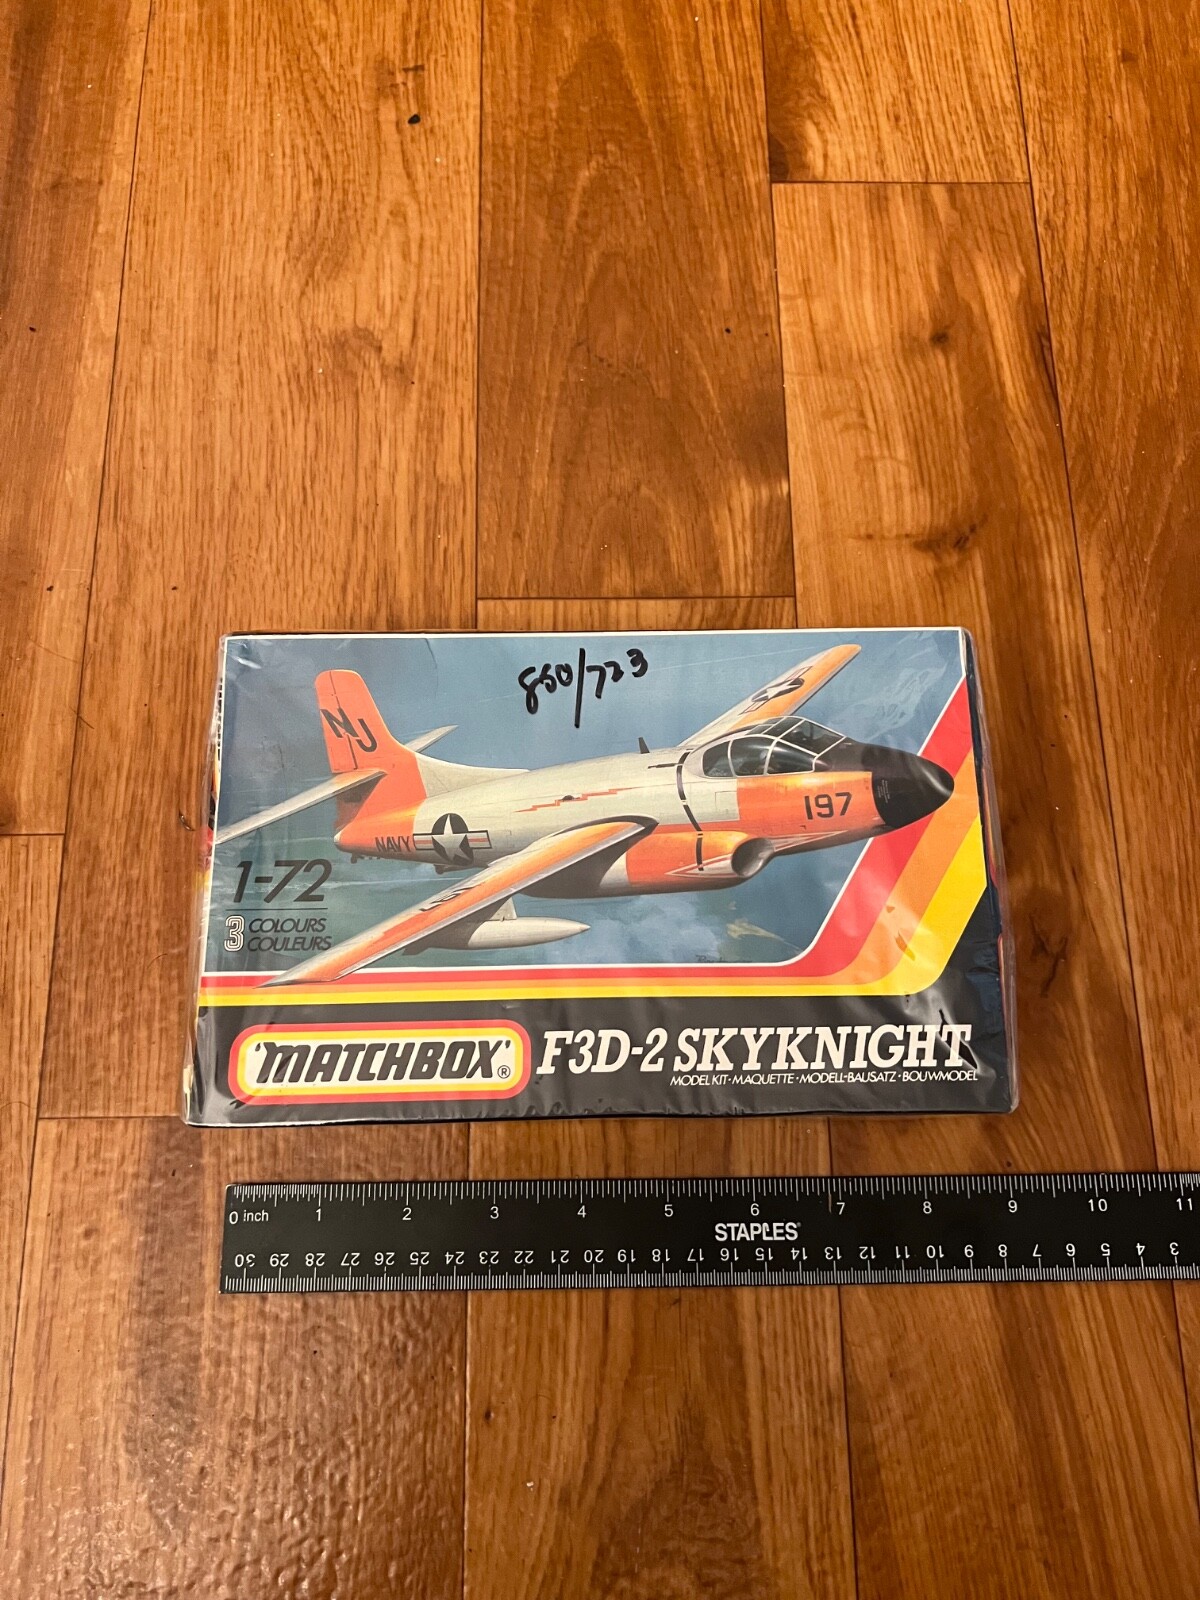 850/723
NJ
197
NAVY
1-72
3 COLOURS
COULEURS
MATCHBOX®
F3D-2 SKYKNIGHT
MODEL KIT·MAQUETTE·MODELL-BAUSATZ·BOUWMODEL
0 inch 1 2 3 4 5 6 7 8 9 10 11
STAPLES®
30 29 28 27 26 25 24 23 22 21 20 19 18 17 16 15 14 13 12 11 10 9 8 7 6 5 4 3